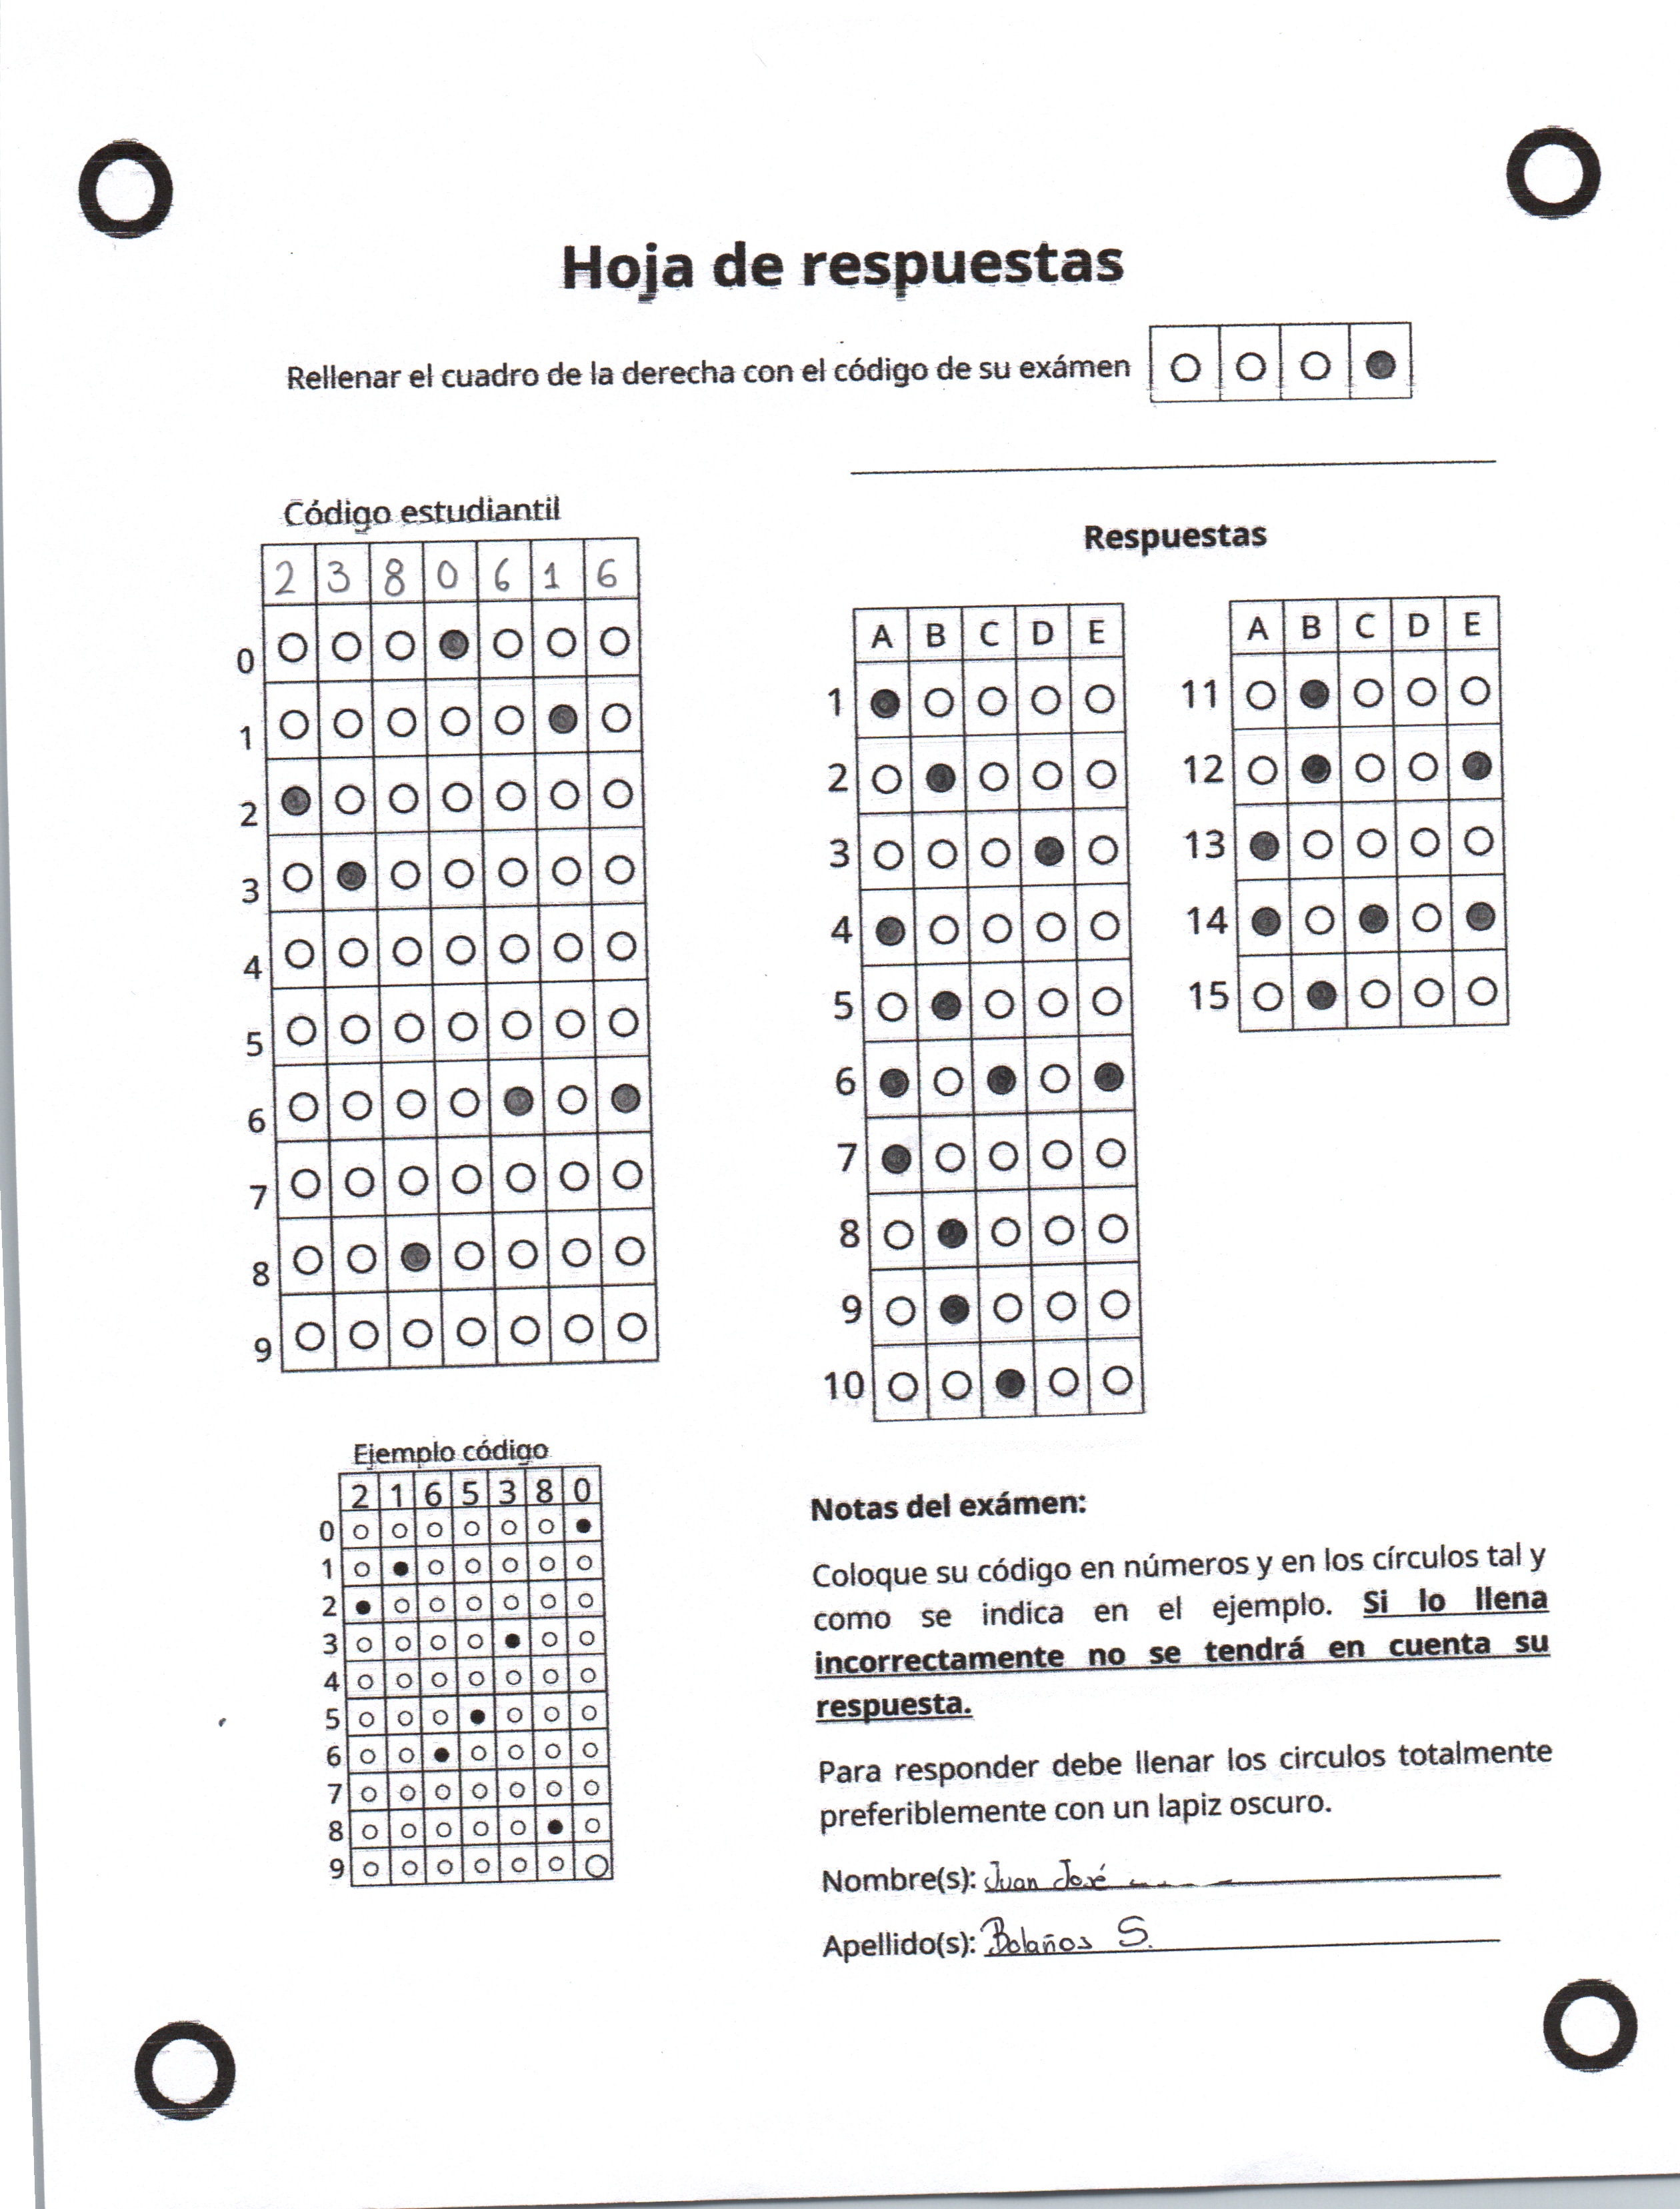 Hoja de respuestas
Rellenar el cuadro de la derecha con el código de su exámen
Código estudiantil
2 3 8 0 6 1 6
0
1
2
3
4
5
6
7
8
9
Respuestas
A B C D E
1
2
3
4
5
6
7
8
9
10
A B C D E
11
12
13
14
15
Ejemplo código
2 1 6 5 3 8 0
0
1
2
3
4
5
6
7
8
9
Notas del exámen:
Coloque su código en números y en los círculos tal y
como se indica en el ejemplo. Si lo llena
incorrectamente no se tendrá en cuenta su
respuesta.
Para responder debe llenar los circulos totalmente
preferiblemente con un lapiz oscuro.
Nombre(s): Juan José
Apellido(s): Bolaños S.